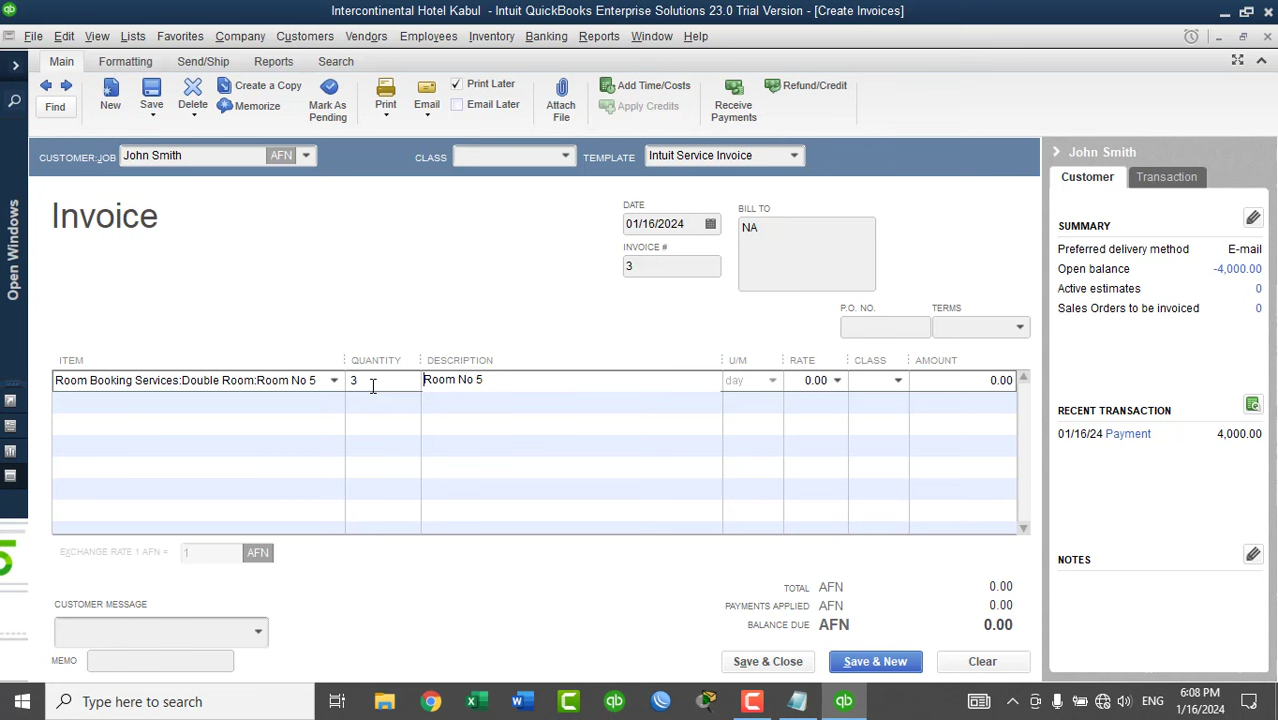 Intercontinental Hotel Kabul - Intuit QuickBooks Enterprise Solutions 23.0 Trial Version - [Create Invoices]
File Edit View Lists Favorites Company Customers Vendors Employees Inventory Banking Reports Window Help
Main Formatting Send/Ship Reports Search
Find
New
Save
Delete
Create a Copy
Memorize
Mark As
Pending
Print
Email
Print Later
Email Later
Attach
File
Add Time/Costs
Apply Credits
Receive
Payments
Refund/Credit
CUSTOMER:JOB John Smith AFN CLASS TEMPLATE Intuit Service Invoice
Open Windows
Invoice
DATE
01/16/2024
INVOICE #
3
BILL TO
NA
P.O. NO. TERMS
ITEM QUANTITY DESCRIPTION U/M RATE CLASS AMOUNT
Room Booking Services:Double Room:Room No 5 3 Room No 5 day 0.00 0.00
EXCHANGE RATE 1 AFN = 1 AFN
CUSTOMER MESSAGE
MEMO
TOTAL AFN 0.00
PAYMENTS APPLIED AFN 0.00
BALANCE DUE AFN 0.00
Save & Close Save & New Clear
John Smith
Customer Transaction
SUMMARY
Preferred delivery method E-mail
Open balance -4,000.00
Active estimates 0
Sales Orders to be invoiced 0
RECENT TRANSACTION
01/16/24 Payment 4,000.00
NOTES
Type here to search
ENG
6:08 PM
1/16/2024